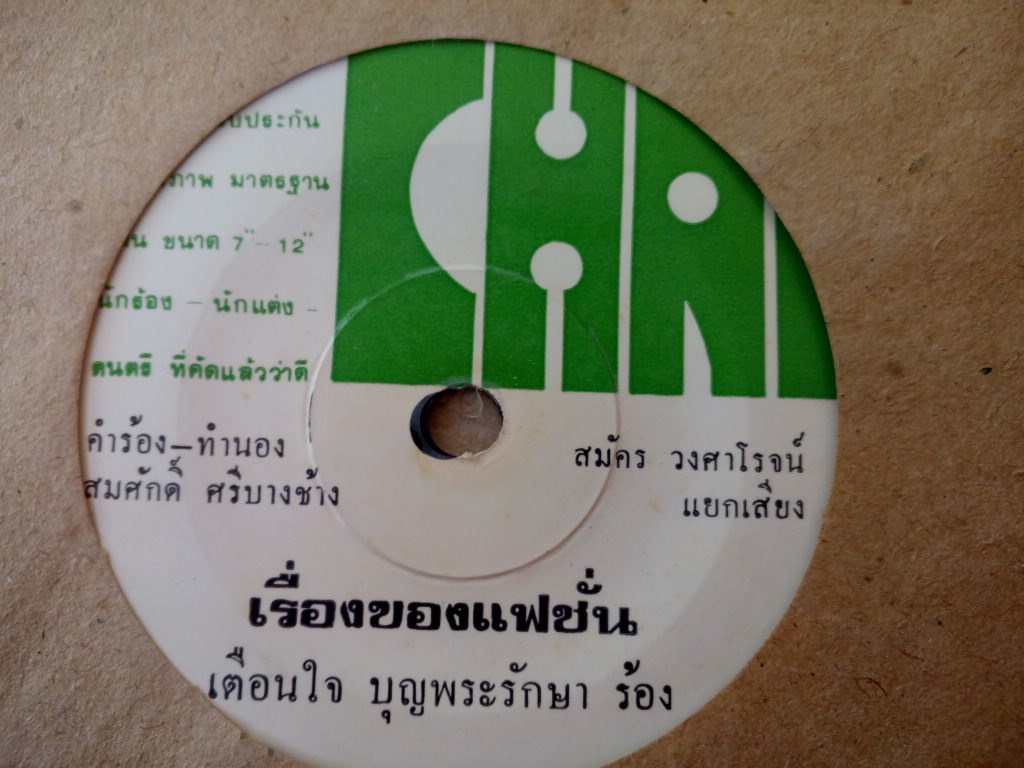 CHAI
ประกัน
ภาพ มาตรฐาน
ขนาด 7" - 12"
นักร้อง - นักแต่ง -
ดนตรี ที่คัดแล้วว่าดี
คำร้อง-ทำนอง
สมศักดิ์ ศรีบางช้าง
สมัคร วงศาโรจน์
แยกเสียง
เรื่องของแฟชั่น
เตือนใจ บุญพระรักษา ร้อง